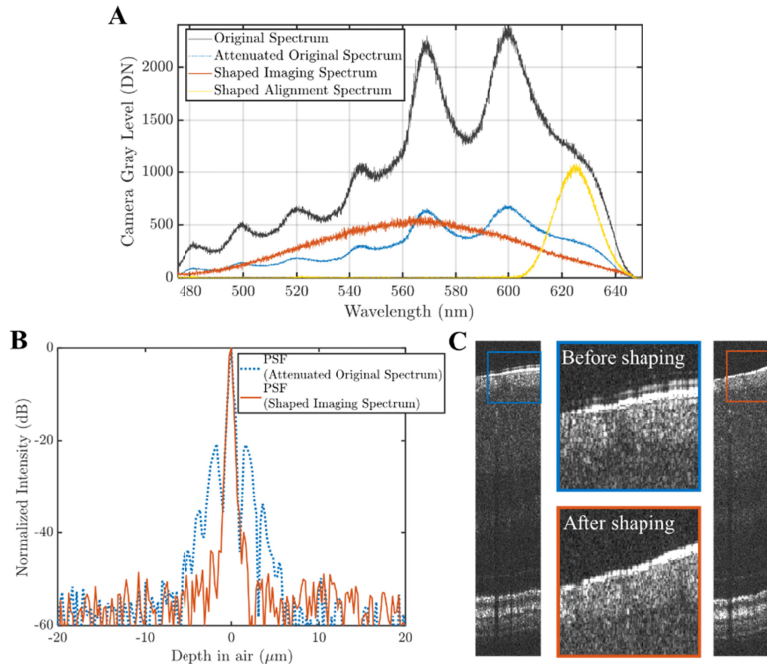 A
Original Spectrum
Attenuated Original Spectrum
Shaped Imaging Spectrum
Shaped Alignment Spectrum
2000
1500
1000
500
0
Camera Gray Level (DN)
480 500 520 540 560 580 600 620 640
Wavelength (nm)
B
PSF
(Attenuated Original Spectrum)
PSF
(Shaped Imaging Spectrum)
0
-20
-40
-60
Normalized Intensity (dB)
-20 -10 0 10 20
Depth in air (μm)
C
Before shaping
After shaping